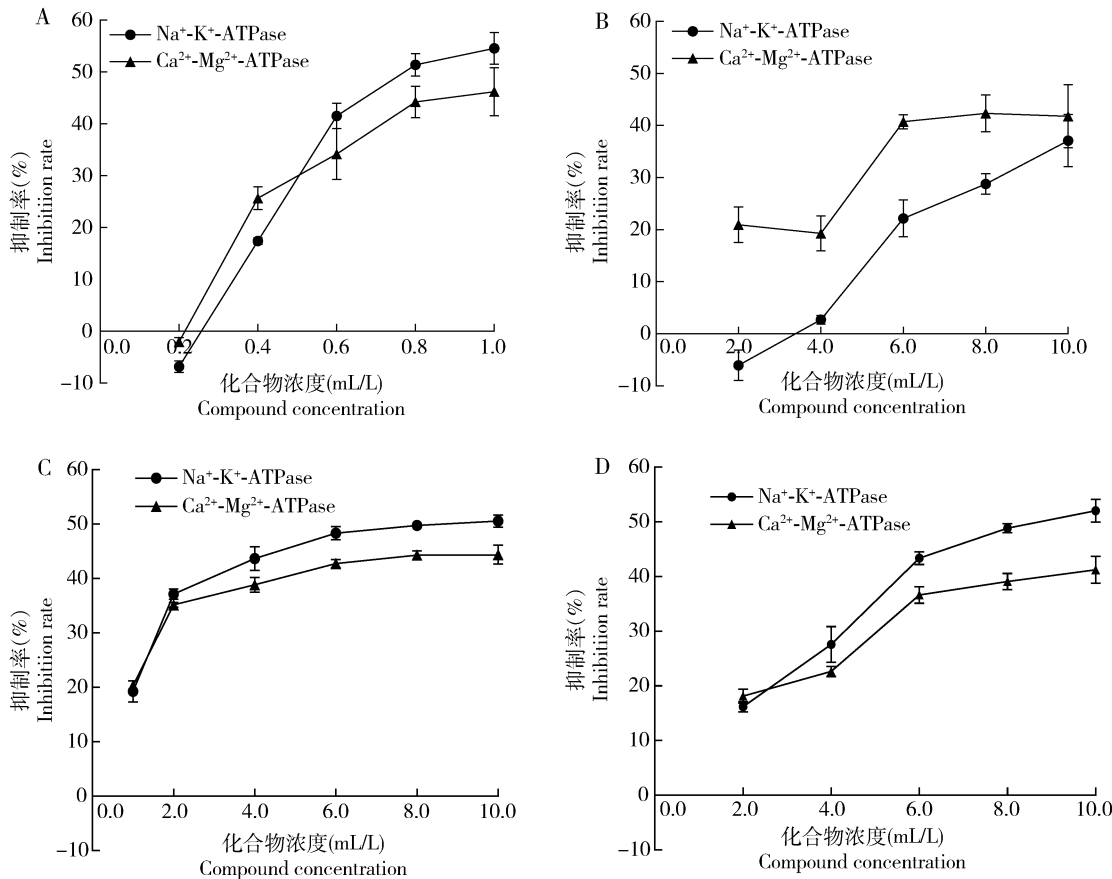 A
60
50
40
30
20
10
0
−10
Na⁺-K⁺-ATPase
Ca²⁺-Mg²⁺-ATPase
抑制率(%)
Inhibitiion rate
0.0 0.2 0.4 0.6 0.8 1.0
化合物浓度(mL/L)
Compound concentration
B
60
50
40
30
20
10
0
−10
Na⁺-K⁺-ATPase
Ca²⁺-Mg²⁺-ATPase
抑制率(%)
Inhibitiion rate
0.0 2.0 4.0 6.0 8.0 10.0
化合物浓度(mL/L)
Compound concentration
C
60
50
40
30
20
10
0
−10
Na⁺-K⁺-ATPase
Ca²⁺-Mg²⁺-ATPase
抑制率(%)
Inhibitiion rate
0.0 2.0 4.0 6.0 8.0 10.0
化合物浓度(mL/L)
Compound concentration
D
60
50
40
30
20
10
0
−10
Na⁺-K⁺-ATPase
Ca²⁺-Mg²⁺-ATPase
抑制率(%)
Inhibitiion rate
0.0 2.0 4.0 6.0 8.0 10.0
化合物浓度(mL/L)
Compound concentration